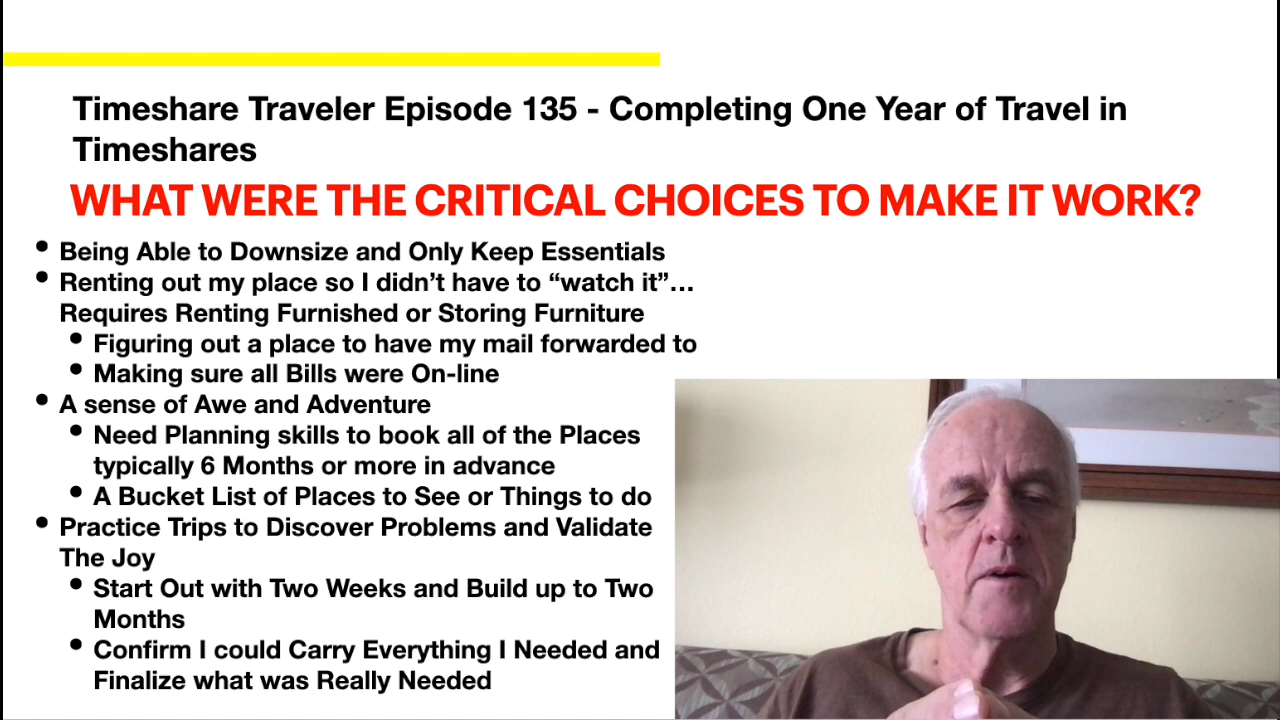 Timeshare Traveler Episode 135 - Completing One Year of Travel in
Timeshares
WHAT WERE THE CRITICAL CHOICES TO MAKE IT WORK?
• Being Able to Downsize and Only Keep Essentials
• Renting out my place so I didn’t have to “watch it”…
Requires Renting Furnished or Storing Furniture
• Figuring out a place to have my mail forwarded to
• Making sure all Bills were On-line
• A sense of Awe and Adventure
• Need Planning skills to book all of the Places
typically 6 Months or more in advance
• A Bucket List of Places to See or Things to do
• Practice Trips to Discover Problems and Validate
The Joy
• Start Out with Two Weeks and Build up to Two
Months
• Confirm I could Carry Everything I Needed and
Finalize what was Really Needed